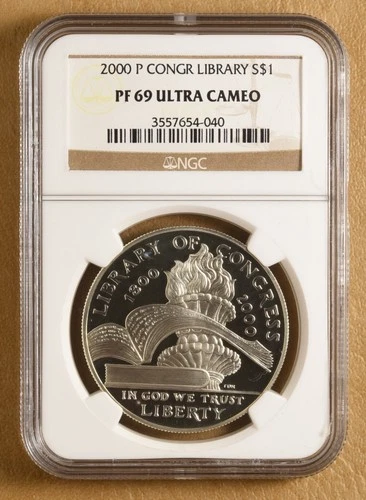 2000 P CONGR LIBRARY S$1
PF 69 ULTRA CAMEO
3557654-040
NGC
LIBRARY OF CONGRESS
1800 2000
IN GOD WE TRUST
LIBERTY